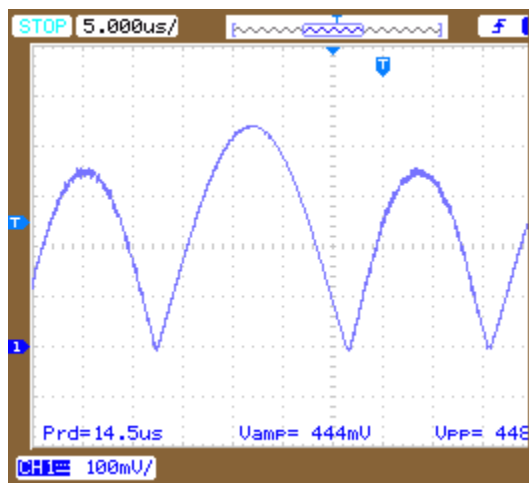 STOP 5.000us/ T
T
T
1
Prd=14.5us Vamp= 444mV Vpp= 448
CH1 100mV/